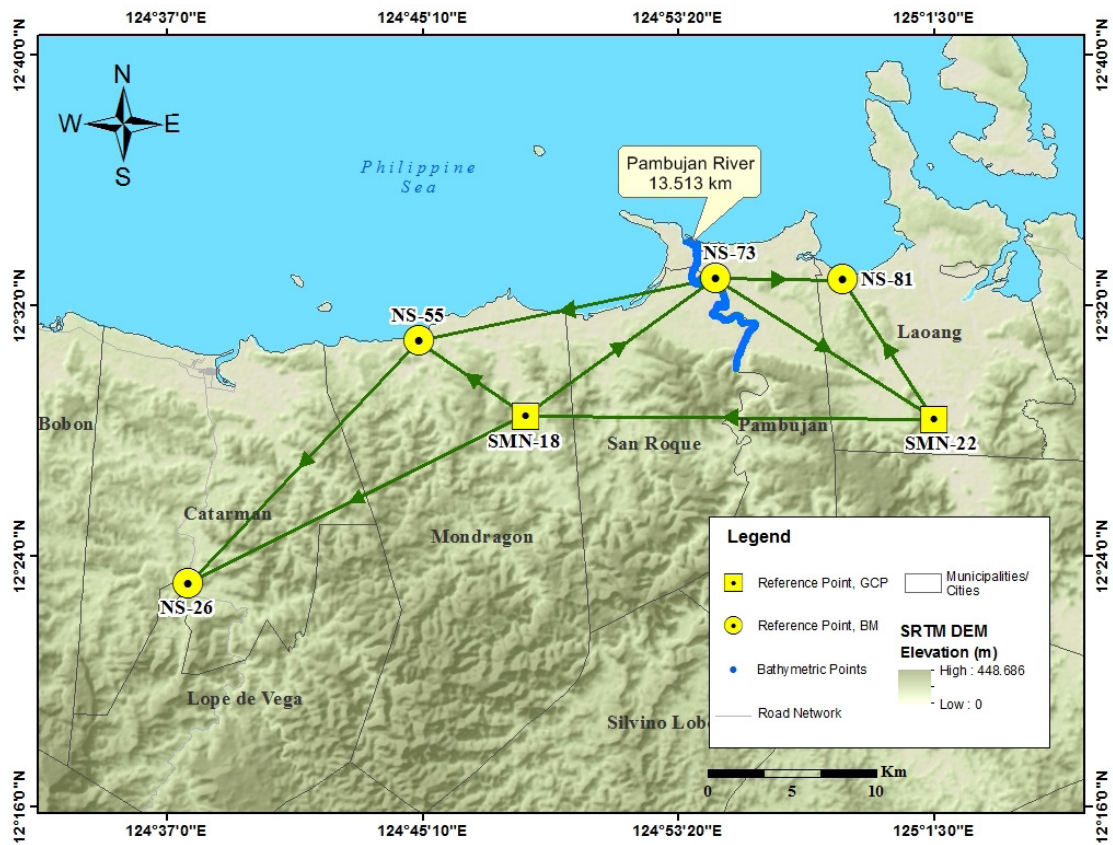 124°37'0"E
124°45'10"E
124°53'20"E
125°1'30"E
12°40'0"N
12°40'0"N
N
W
E
S
Philippine
Sea
Pambujan River
13.513 km
NS-73
NS-81
12°32'0"N
12°32'0"N
NS-55
Laoang
Bobon
SMN-18
San Roque
Pambujan
SMN-22
Catarman
Mondragon
12°24'0"N
12°24'0"N
NS-26
Lope de Vega
Silvino Lobo
Legend
Reference Point, GCP
Municipalities/
Cities
Reference Point, BM
SRTM DEM
Elevation (m)
Bathymetric Points
High : 448.686
Low : 0
Road Network
Km
0
5
10
12°16'0"N
12°16'0"N
124°37'0"E
124°45'10"E
124°53'20"E
125°1'30"E